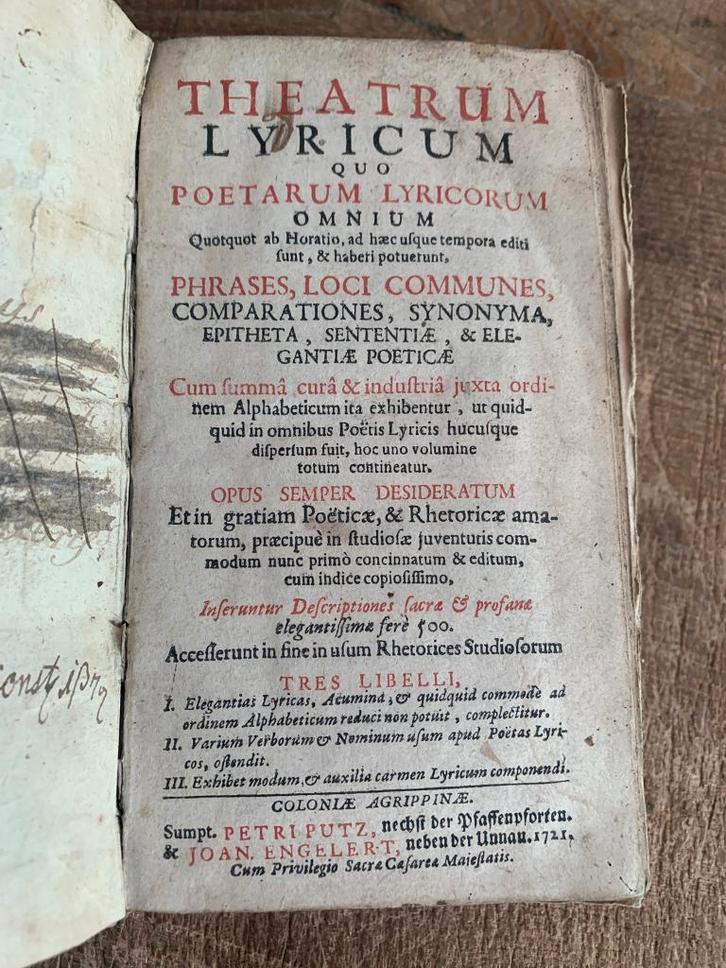 THEATRUM
LYRICUM
QUO
POETARUM LYRICORUM
OMNIUM
Quotquot ab Horatio, ad hæc uſque tempora editi
ſunt, & haberi potuerunt,
PHRASES, LOCI COMMUNES,
COMPARATIONES, SYNONYMA,
EPITHETA, SENTENTIÆ, & ELE-
GANTIÆ POETICÆ
Cum ſummâ curâ & induſtriâ juxta ordi-
nem Alphabeticum ita exhibentur, ut quid-
quid in omnibus Poëtis Lyricis hucuſque
diſperſum fuit, hoc uno volumine
totum contineatur.
OPUS SEMPER DESIDERATUM
Et in gratiam Poëticæ, & Rhetoricæ ama-
torum, præcipuè in ſtudioſæ juventutis com-
modum nunc primò concinnatum & editum,
cum indice copioſiſſimo,
Inſeruntur Deſcriptiones ſacræ & profanæ
elegantiſſimæ ferè 500.
Acceſſerunt in fine in uſum Rhetorices Studioſorum
TRES LIBELLI,
I. Elegantias Lyricas, Acumina, & quidquid commodè ad
ordinem Alphabeticum reduci non potuit, complectitur.
II. Varium Verborum & Nominum uſum apud Poëtas Lyri-
cos, oſtendit.
III. Exhibet modum, & auxilia carmen Lyricum componendi.
COLONIÆ AGRIPPINÆ.
Sumpt. PETRI PUTZ, nechſt der Pfaffenpforten.
& JOAN. ENGELERT, neben der Unnau. 1721.
Cum Privilegio Sacræ Cæſareæ Majeſtatis.